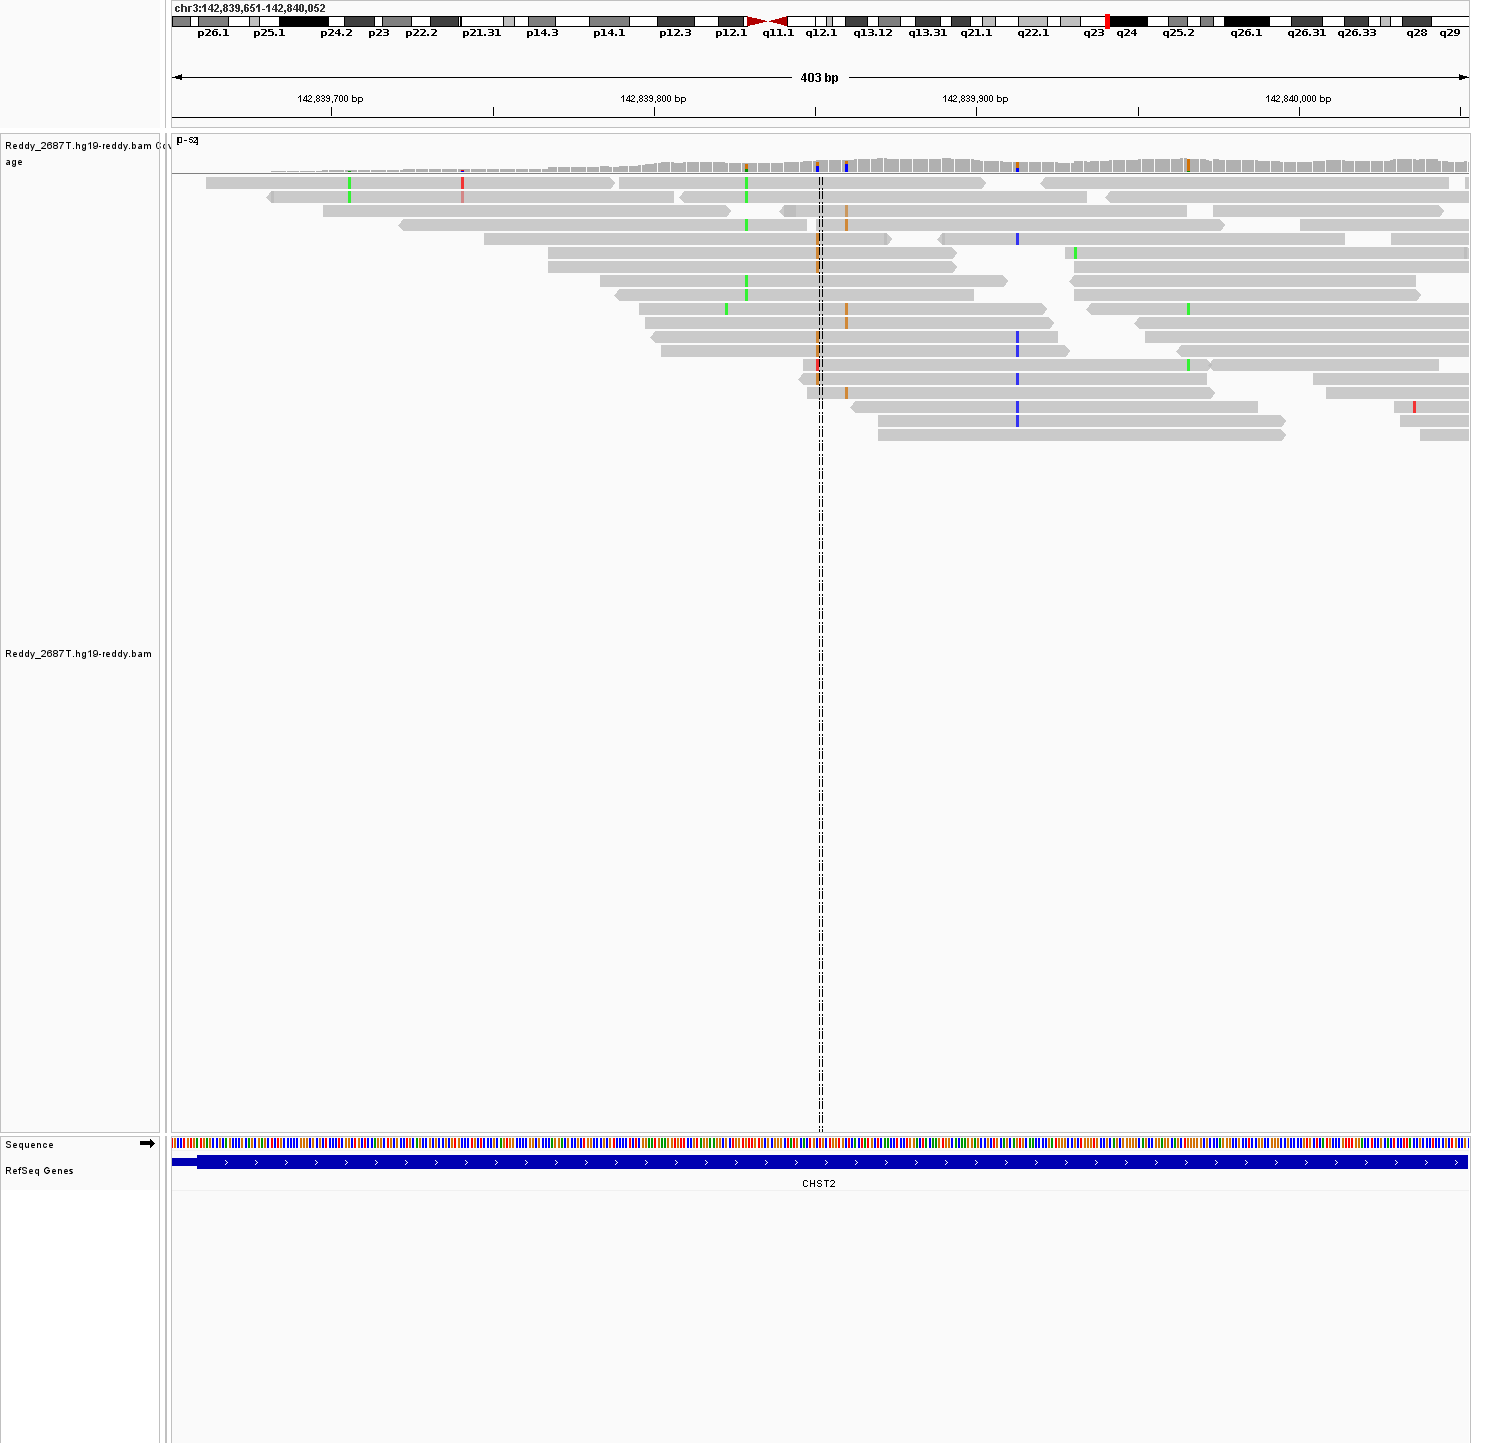 chr3:142,839,651-142,840,052
p26.1 p25.1 p24.2 p23 p22.2 p21.31 p14.3 p14.1 p12.3 p12.1 q11.1 q12.1 q13.12 q13.31 q21.1 q22.1 q23 q24 q25.2 q26.1 q26.31 q26.33 q28 q29
403 bp
142,839,700 bp 142,839,800 bp 142,839,900 bp 142,840,000 bp
[0-52]
Reddy_2687T.hg19-reddy.bam Cov
age
Reddy_2687T.hg19-reddy.bam
Sequence
RefSeq Genes
CHST2